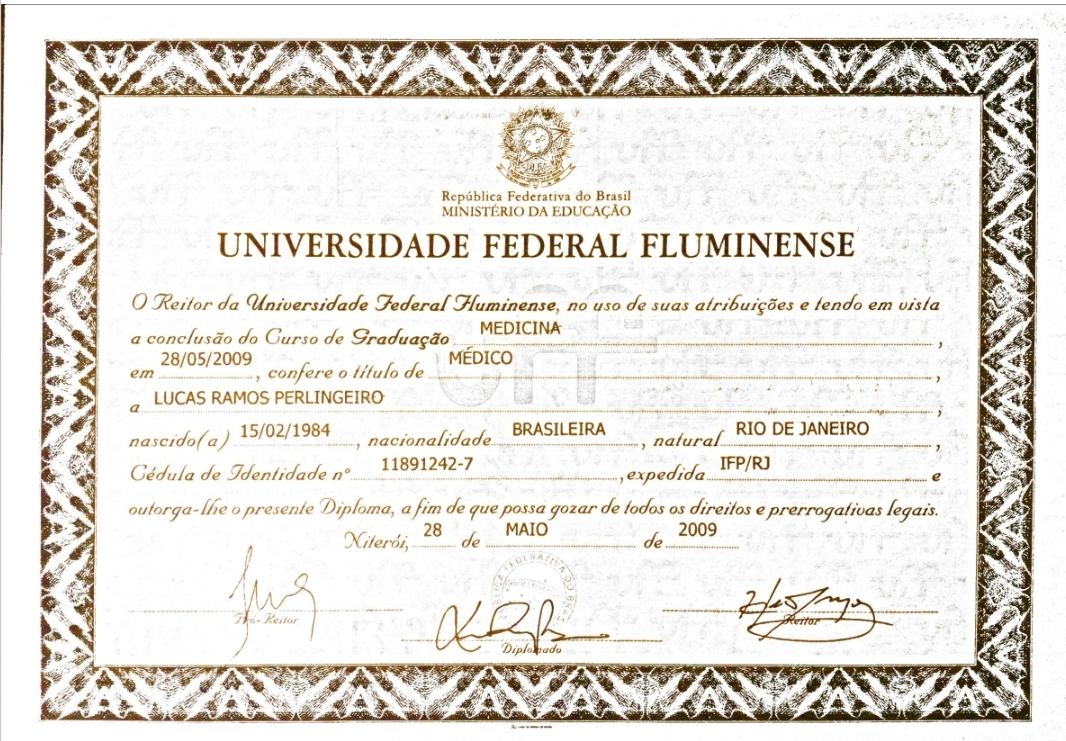 República Federativa do Brasil
MINISTÉRIO DA EDUCAÇÃO
UNIVERSIDADE FEDERAL FLUMINENSE
O Reitor da Universidade Federal Fluminense, no uso de suas atribuições e tendo em vista
a conclusão do Curso de Graduação MEDICINA,
em 28/05/2009, confere o título de MÉDICO,
a LUCAS RAMOS PERLINGEIRO,
nascido(a) 15/02/1984, nacionalidade BRASILEIRA, natural RIO DE JANEIRO,
Cédula de Identidade nº 11891242-7, expedida IFP/RJ e
outorga-lhe o presente Diploma, a fim de que possa gozar de todos os direitos e prerrogativas legais.
Niterói, 28 de MAIO de 2009
Pró-Reitor
Diplomado
Reitor